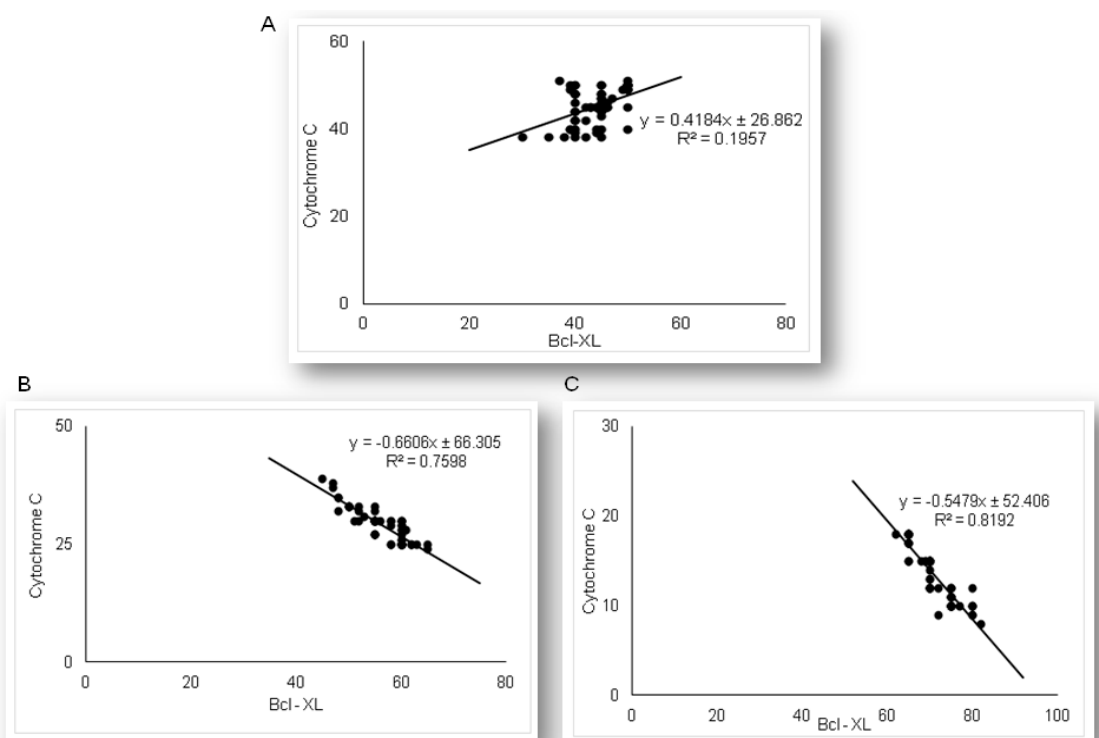 A
60
40
20
0
Cytochrome C
y = 0.4184x ± 26.862
R² = 0.1957
0 20 40 60 80
Bcl-XL
B
50
25
0
Cytochrome C
y = -0.6606x ± 66.305
R² = 0.7598
0 20 40 60 80
Bcl - XL
C
30
20
10
0
Cytochrome C
y = -0.5479x ± 52.406
R² = 0.8192
0 20 40 60 80 100
Bcl - XL